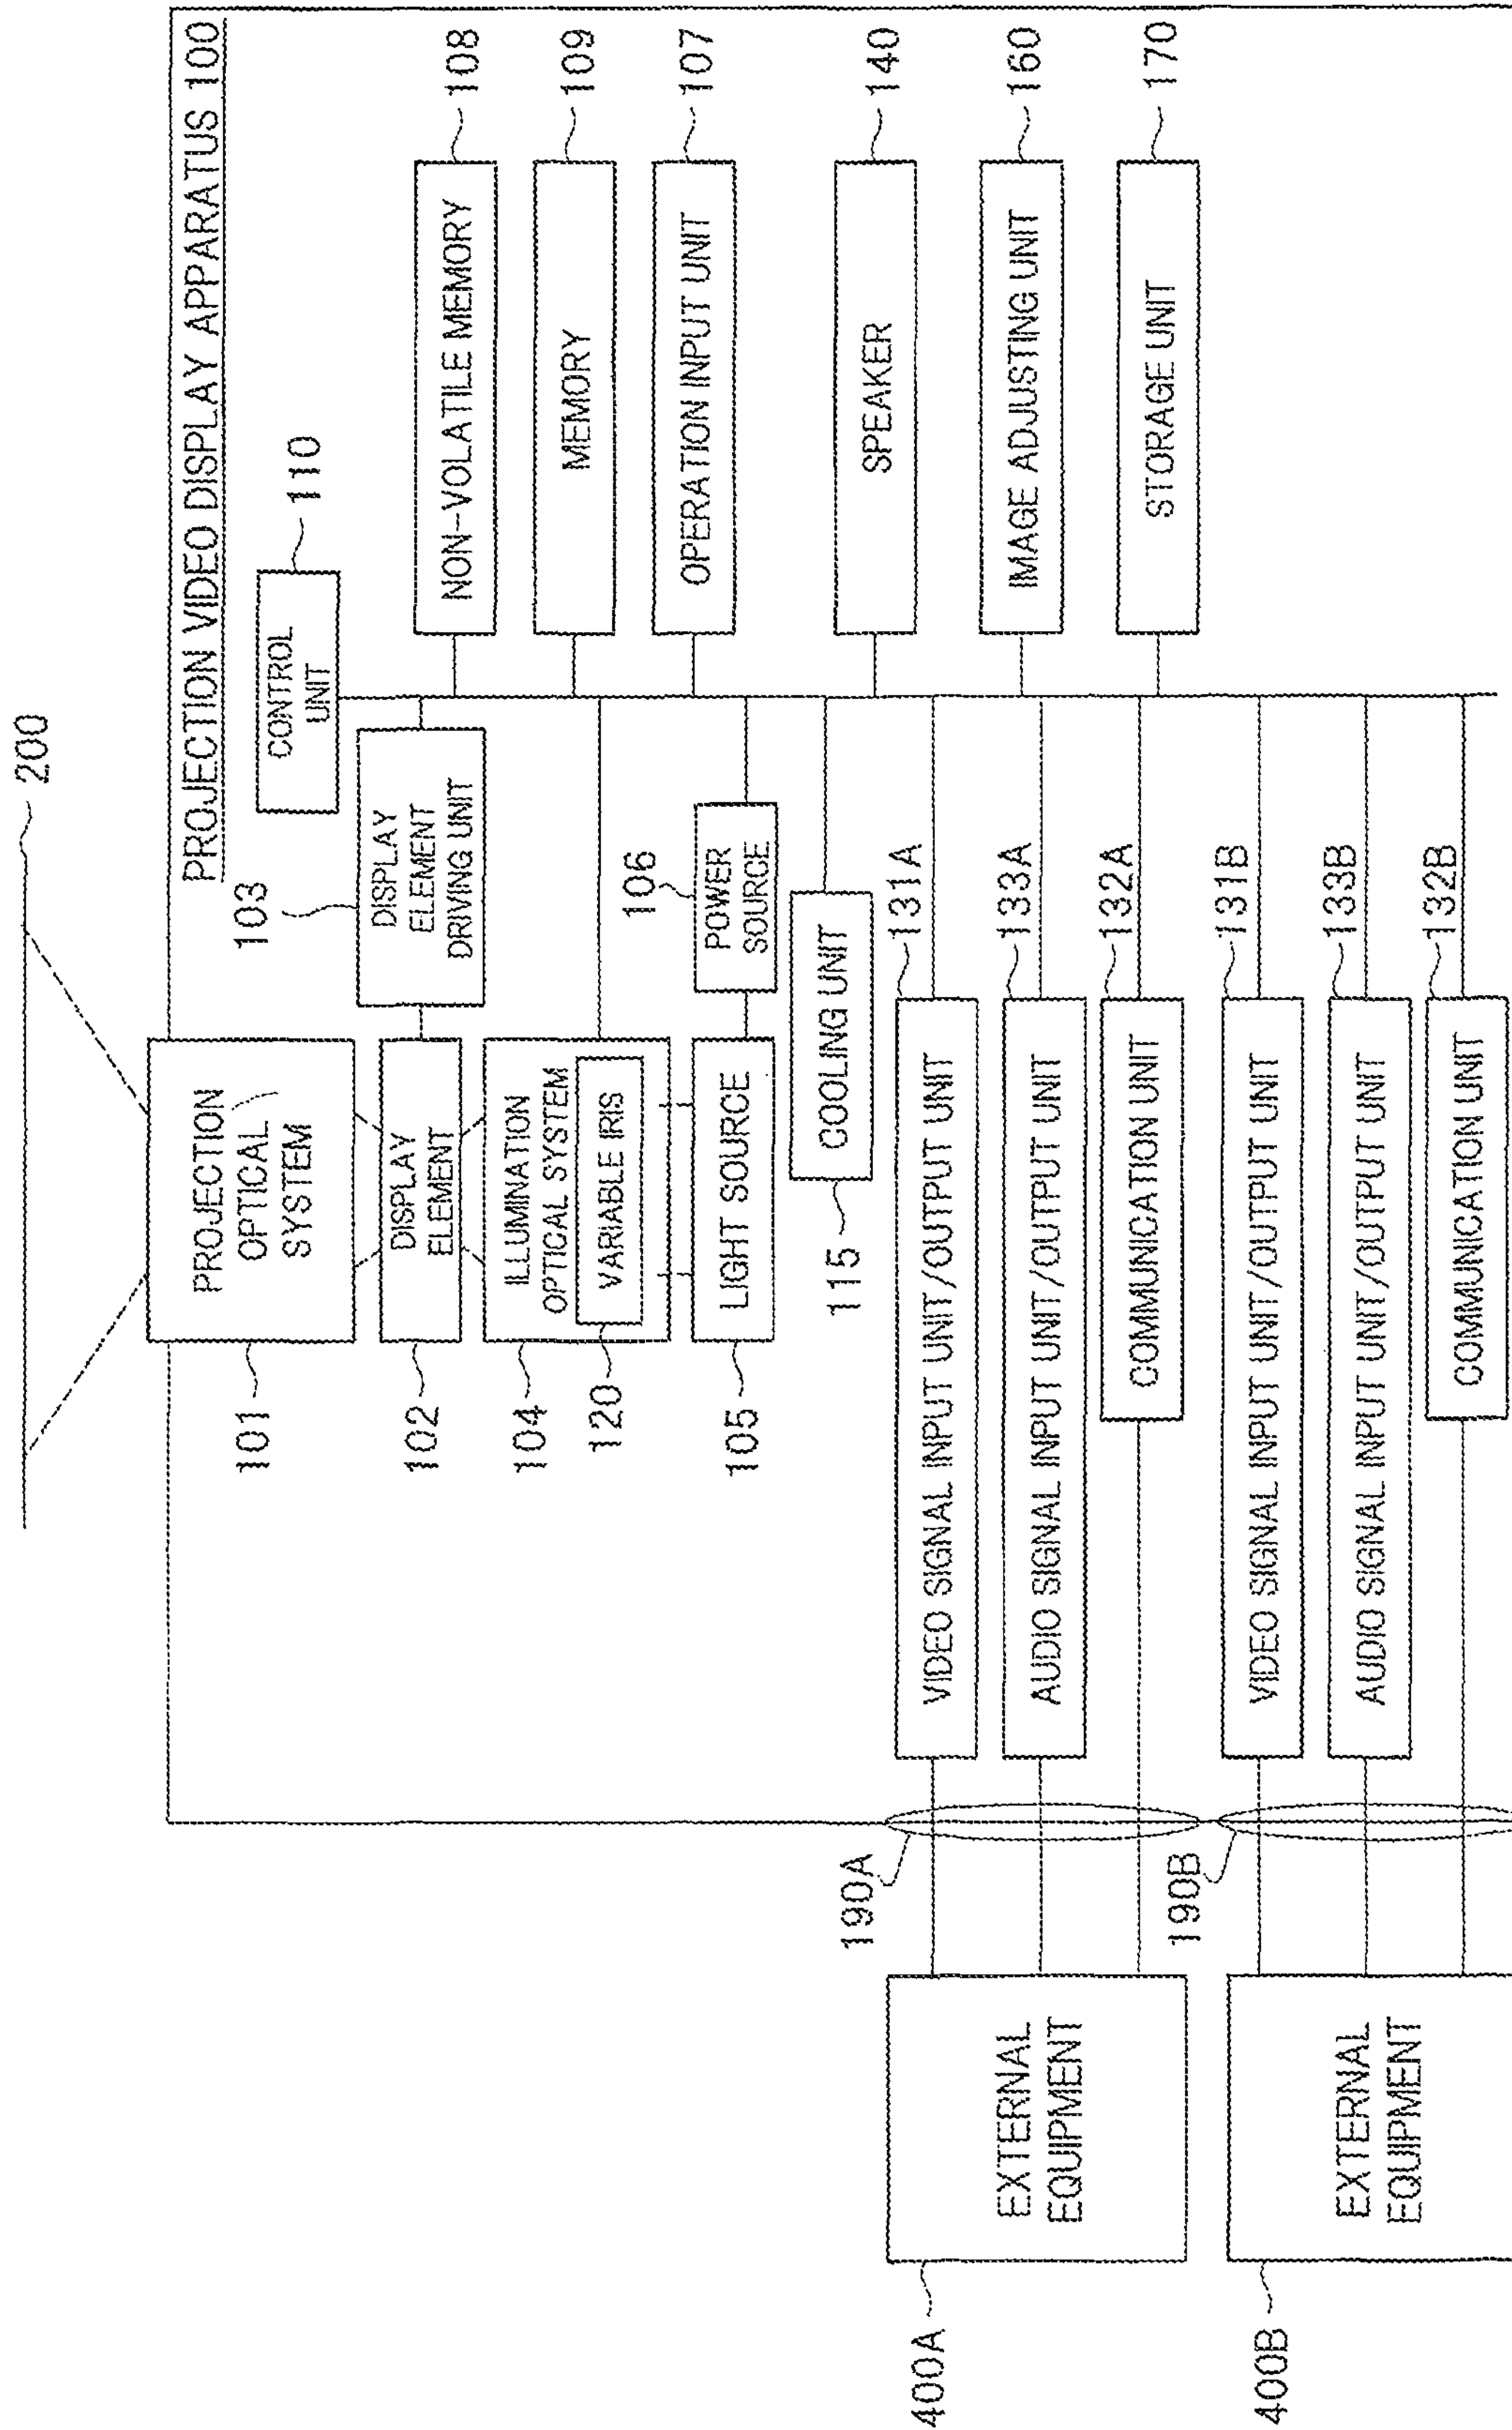 200
PROJECTION VIDEO DISPLAY APPARATUS 100
CONTROL
UNIT
110
103
DISPLAY
ELEMENT
DRIVING UNIT
PROJECTION
OPTICAL
SYSTEM
101
DISPLAY
ELEMENT
102
ILLUMINATION
OPTICAL SYSTEM
104
VARIABLE IRIS
120
LIGHT SOURCE
105
106
POWER
SOURCE
COOLING UNIT
115
NON-VOLATILE MEMORY
108
MEMORY
109
OPERATION INPUT UNIT
107
SPEAKER
140
IMAGE ADJUSTING UNIT
160
STORAGE UNIT
170
VIDEO SIGNAL INPUT UNIT/OUTPUT UNIT
131A
AUDIO SIGNAL INPUT UNIT/OUTPUT UNIT
133A
COMMUNICATION UNIT
132A
VIDEO SIGNAL INPUT UNIT/OUTPUT UNIT
131B
AUDIO SIGNAL INPUT UNIT/OUTPUT UNIT
133B
COMMUNICATION UNIT
132B
190A
190B
EXTERNAL
EQUIPMENT
400A
EXTERNAL
EQUIPMENT
400B